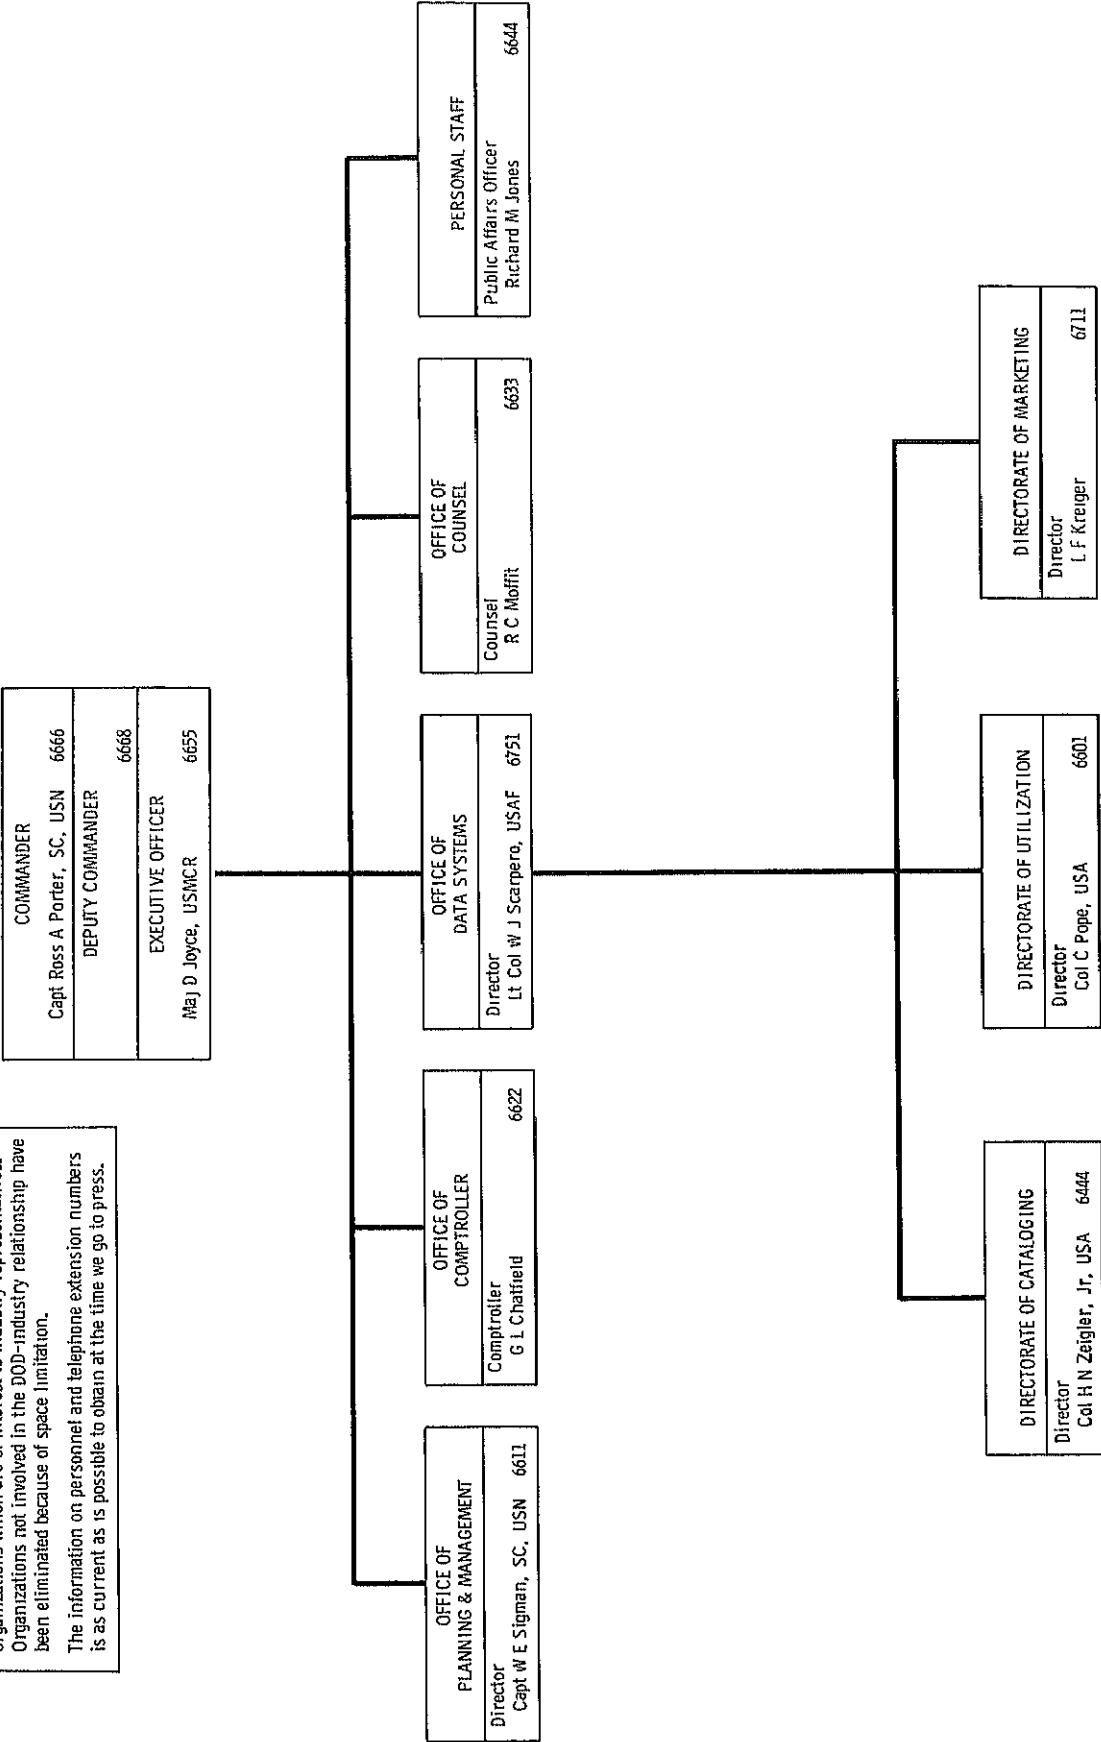 Organizations not involved in the DOD-industry relationship have
been eliminated because of space limitation.
The information on personnel and telephone extension numbers
is as current as is possible to obtain at the time we go to press.
COMMANDER
Capt Ross A Porter, SC, USN 6666
DEPUTY COMMANDER
6668
EXECUTIVE OFFICER
Maj D Joyce, USMCR 6655
OFFICE OF
PLANNING & MANAGEMENT
Director
Capt W E Sigman, SC, USN 6611
OFFICE OF
COMPTROLLER
Comptroller
G L Chatfield 6622
OFFICE OF
DATA SYSTEMS
Director
Lt Col W J Scarpero, USAF 6751
OFFICE OF
COUNSEL
Counsel
R C Moffit 6633
PERSONAL STAFF
Public Affairs Officer
Richard M Jones 6644
DIRECTORATE OF CATALOGING
Director
Col H N Zeigler, Jr, USA 6444
DIRECTORATE OF UTILIZATION
Director
Col C Pope, USA 6601
DIRECTORATE OF MARKETING
Director
L F Kreiger 6711